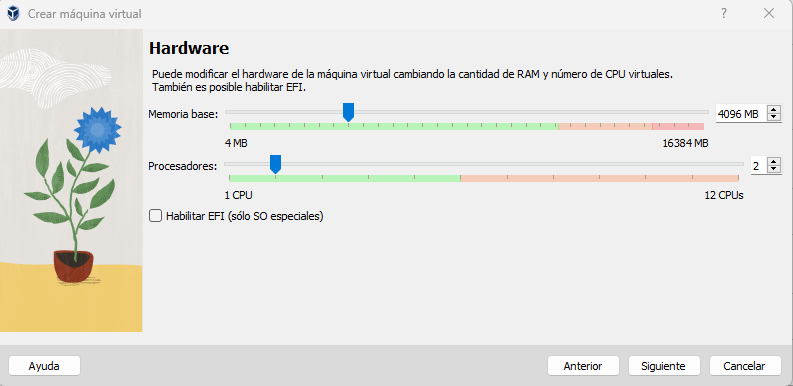 Crear máquina virtual
Hardware
Puede modificar el hardware de la máquina virtual cambiando la cantidad de RAM y número de CPU virtuales.
También es posible habilitar EFI.
Memoria base:
4096 MB
4 MB
16384 MB
Procesadores:
2
1 CPU
12 CPUs
Habilitar EFI (sólo SO especiales)
Ayuda
Anterior
Siguiente
Cancelar